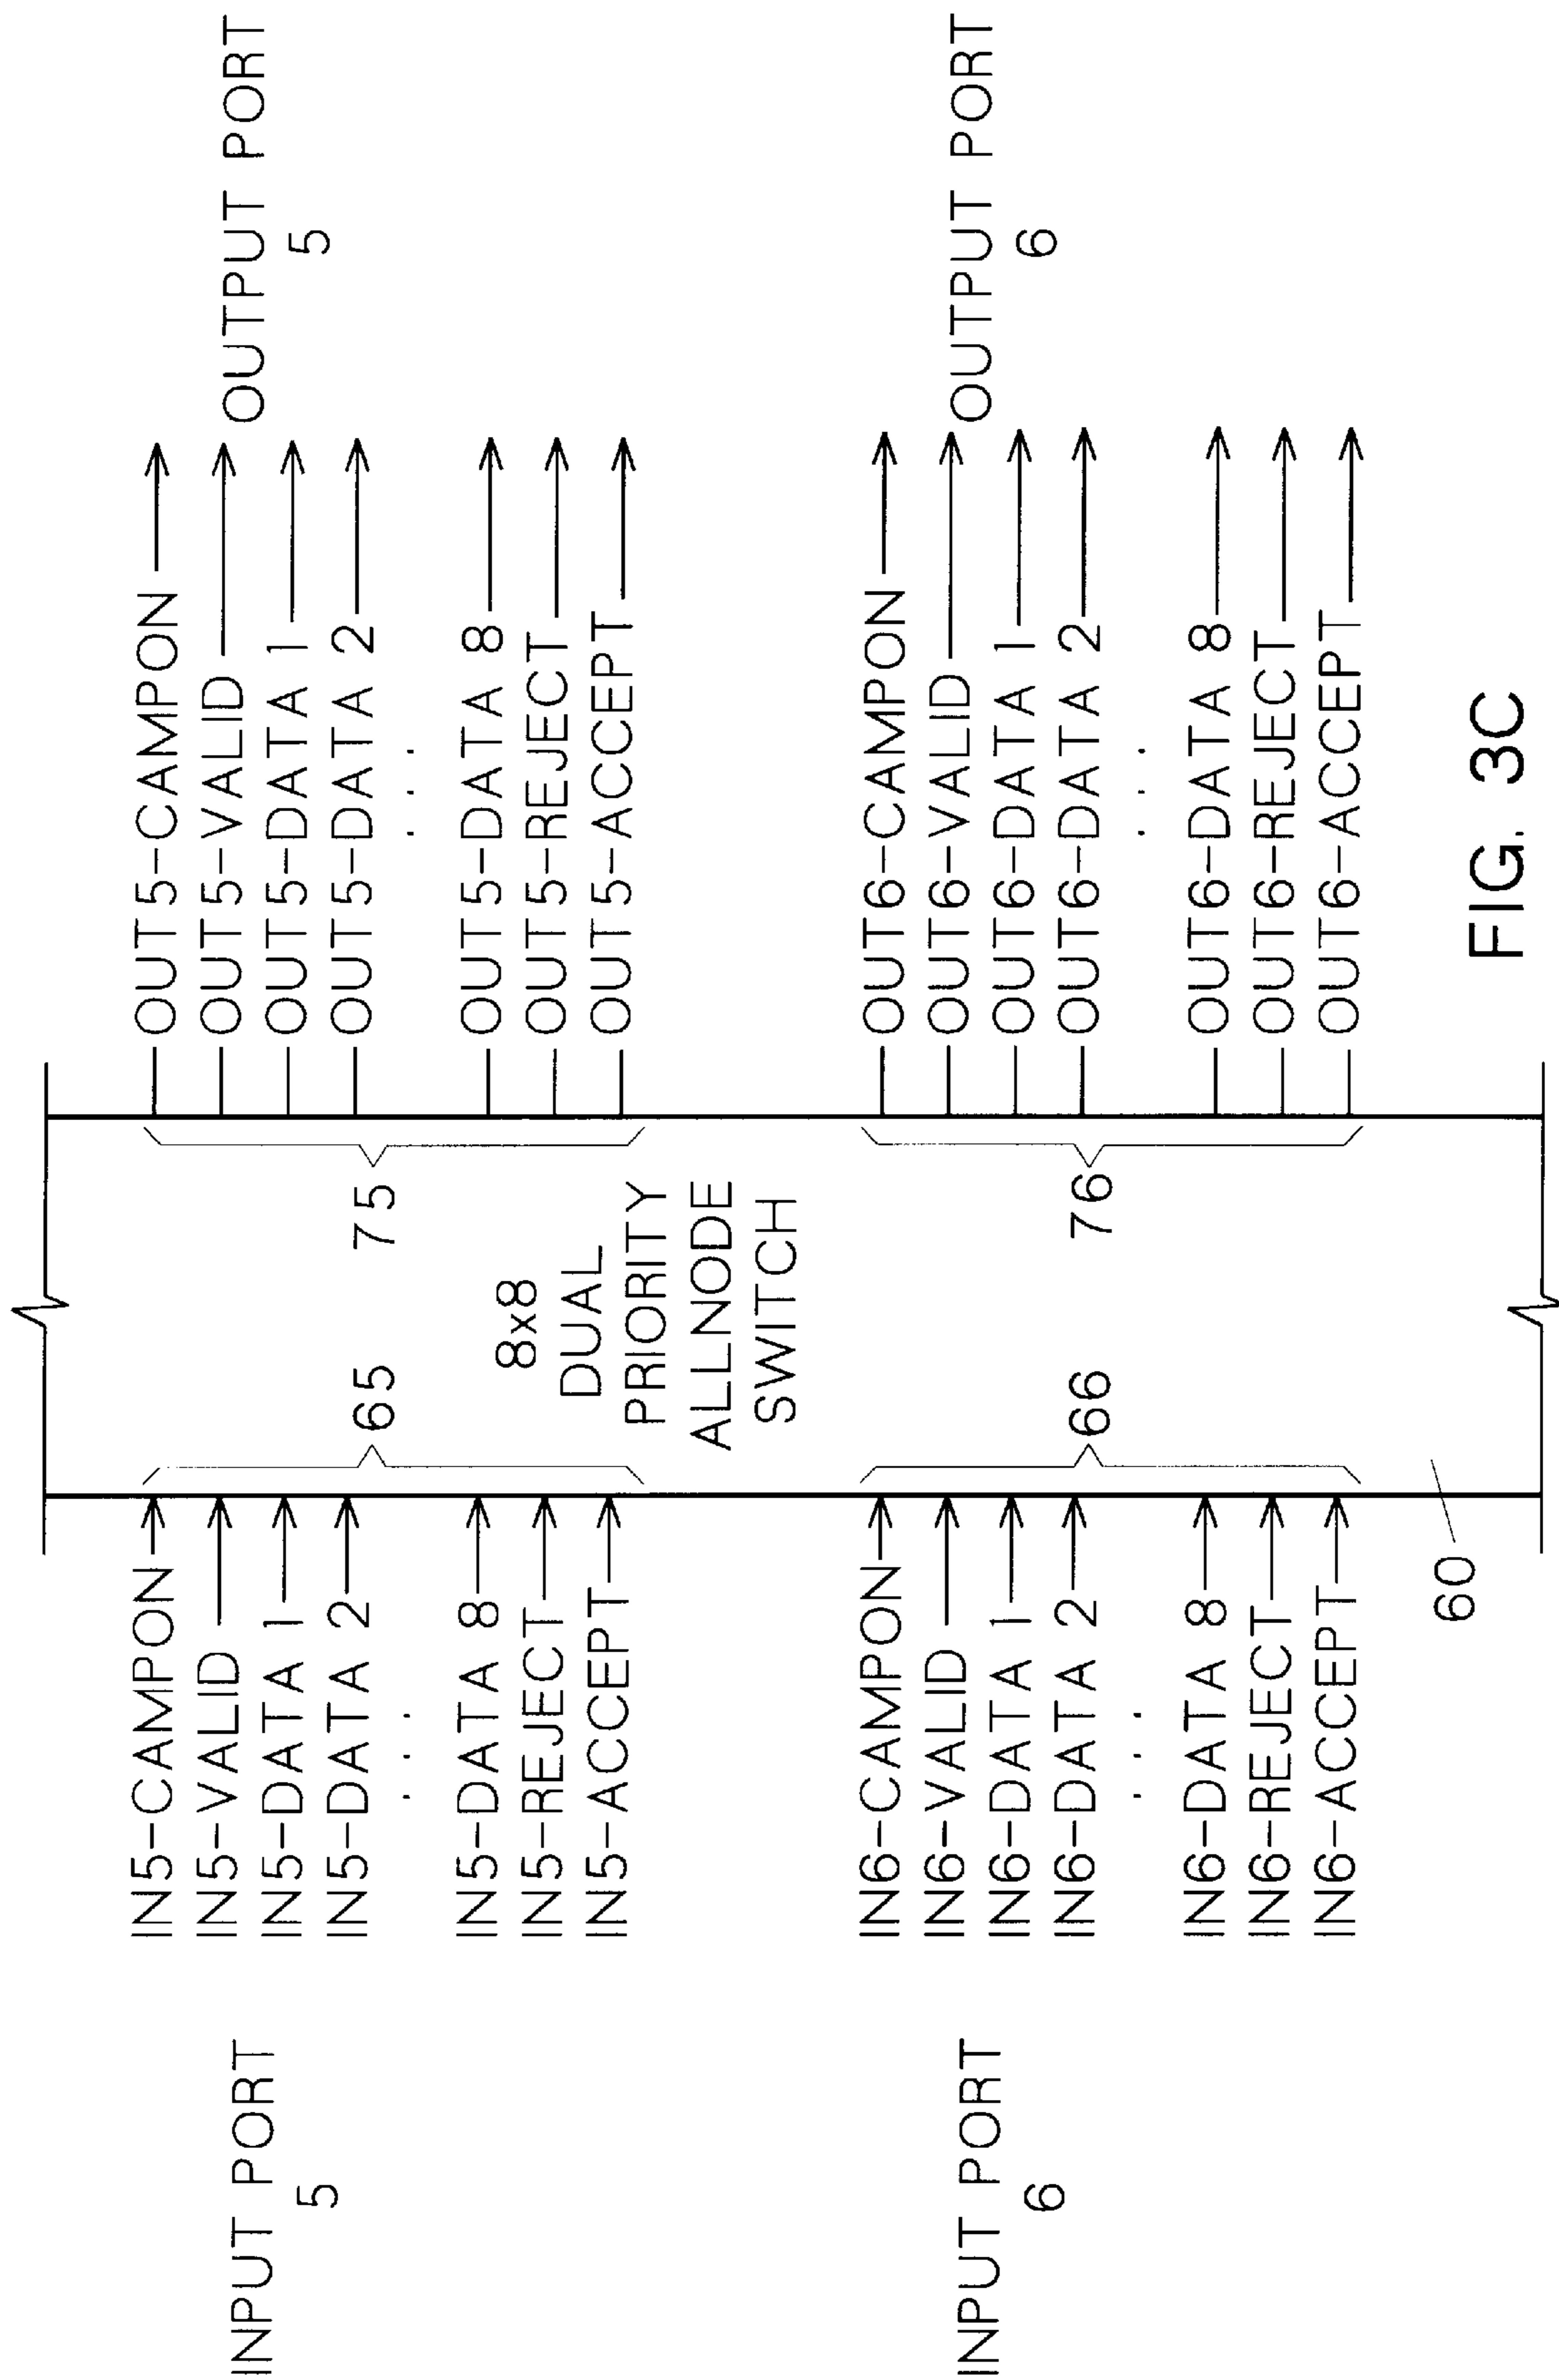 INPUT PORT
5
IN5-CAMPON
IN5-VALID
IN5-DATA 1
IN5-DATA 2
. . .
IN5-DATA 8
IN5-REJECT
IN5-ACCEPT
65
75
OUT5-CAMPON
OUT5-VALID
OUT5-DATA 1
OUT5-DATA 2
. . .
OUT5-DATA 8
OUT5-REJECT
OUT5-ACCEPT
OUTPUT PORT
5
8x8
DUAL
PRIORITY
ALLNODE
SWITCH
INPUT PORT
6
IN6-CAMPON
IN6-VALID
IN6-DATA 1
IN6-DATA 2
. . .
IN6-DATA 8
IN6-REJECT
IN6-ACCEPT
66
76
OUT6-CAMPON
OUT6-VALID
OUT6-DATA 1
OUT6-DATA 2
. . .
OUT6-DATA 8
OUT6-REJECT
OUT6-ACCEPT
OUTPUT PORT
6
60
FIG. 3C